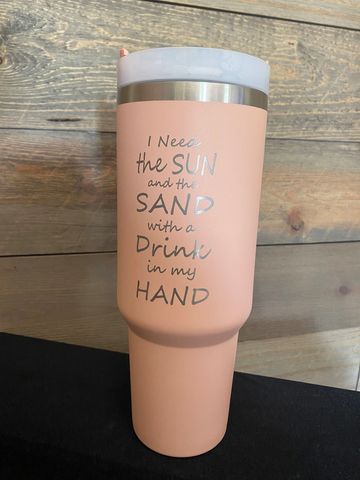 I Need
the SUN
and the
SAND
with a
Drink
in my
HAND